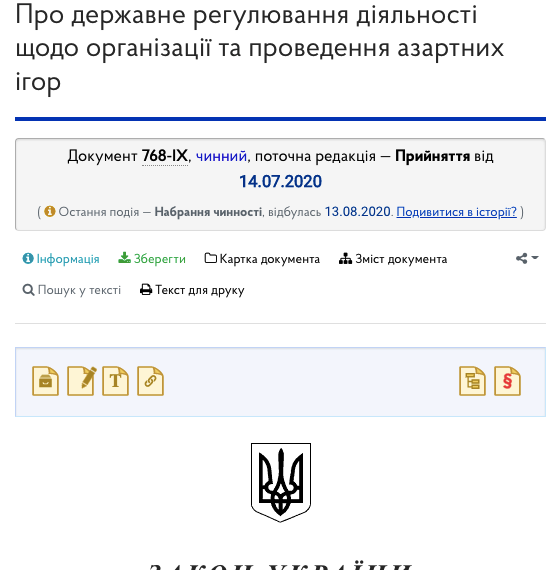 Про державне регулювання діяльності
щодо організації та проведення азартних
ігор
Документ 768-IX, чинний, поточна редакція — Прийняття від
14.07.2020
( Остання подія — Набрання чинності, відбулась 13.08.2020. Подивитися в історії? )
Інформація Зберегти Картка документа Зміст документа
Пошук у тексті Текст для друку
ЗАКОН УКРАЇНИ